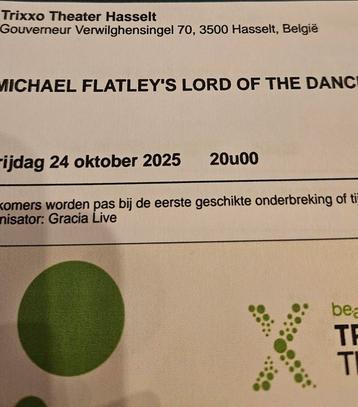 Trixxo Theater Hasselt
Gouverneur Verwilghensingel 70, 3500 Hasselt, België
MICHAEL FLATLEY'S LORD OF THE DANC
rijdag 24 oktober 2025 20u00
komers worden pas bij de eerste geschikte onderbreking of ti
nisator: Gracia Live
bea
TR
T